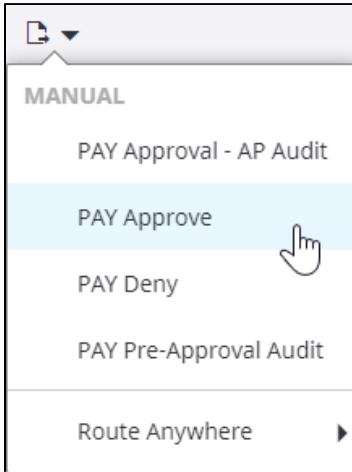 MANUAL
PAY Approval - AP Audit
PAY Approve
PAY Deny
PAY Pre-Approval Audit
Route Anywhere